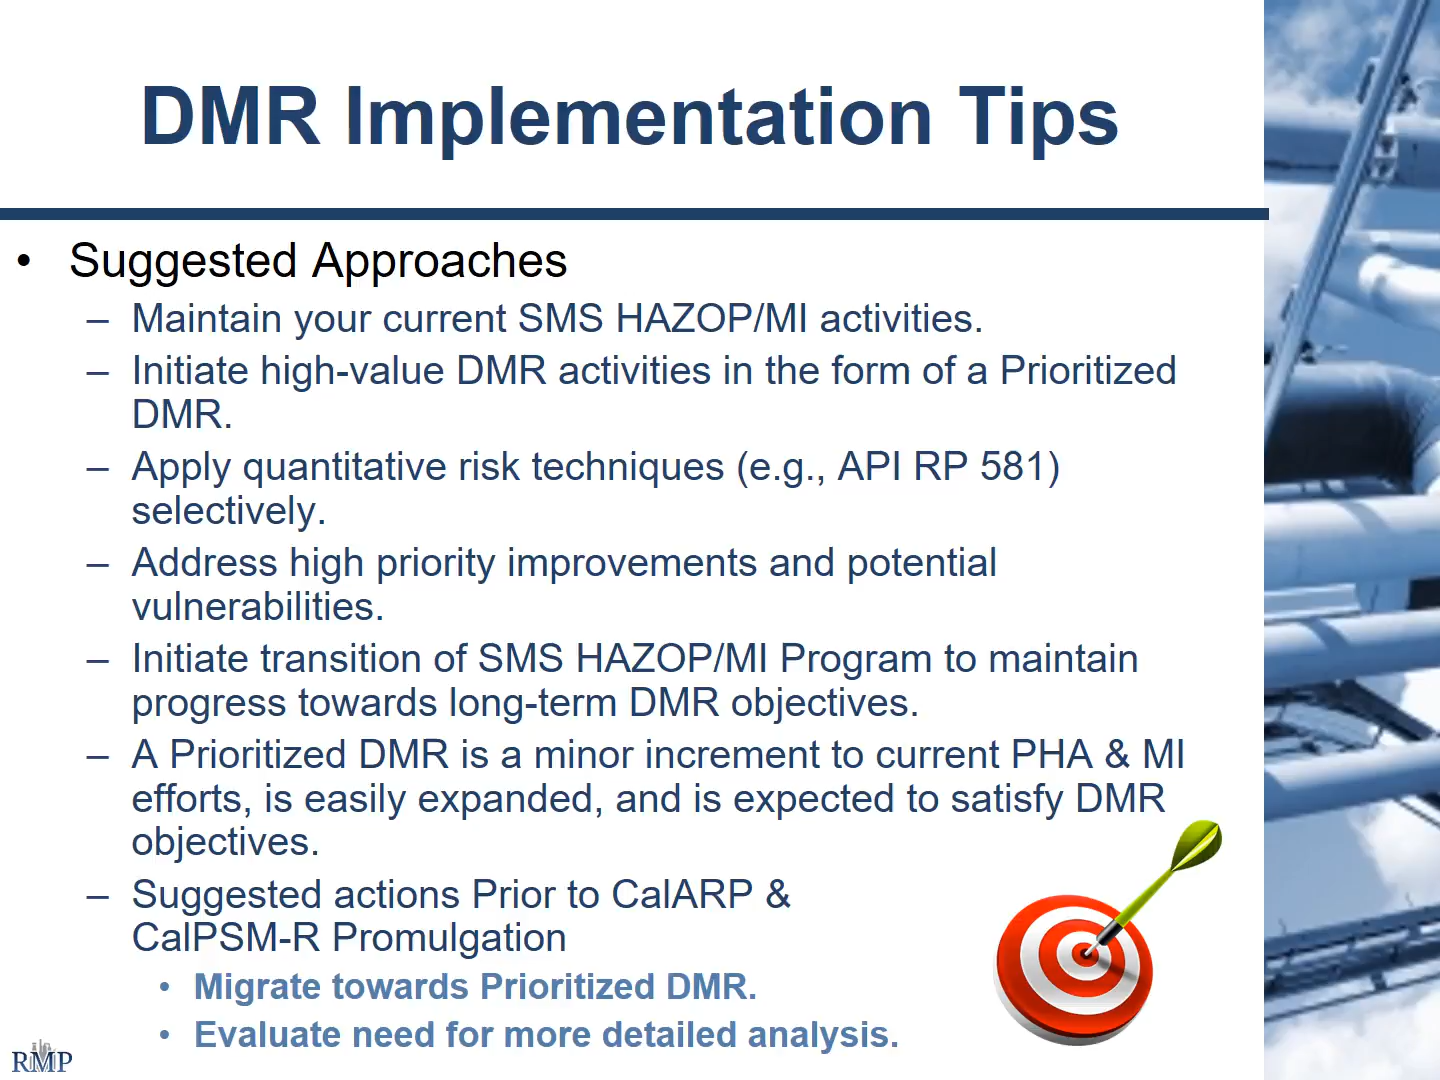 DMR Implementation Tips
• Suggested Approaches
– Maintain your current SMS HAZOP/MI activities.
– Initiate high-value DMR activities in the form of a Prioritized
DMR.
– Apply quantitative risk techniques (e.g., API RP 581)
selectively.
– Address high priority improvements and potential
vulnerabilities.
– Initiate transition of SMS HAZOP/MI Program to maintain
progress towards long-term DMR objectives.
– A Prioritized DMR is a minor increment to current PHA & MI
efforts, is easily expanded, and is expected to satisfy DMR
objectives.
– Suggested actions Prior to CalARP &
CalPSM-R Promulgation
• Migrate towards Prioritized DMR.
• Evaluate need for more detailed analysis.
RMP